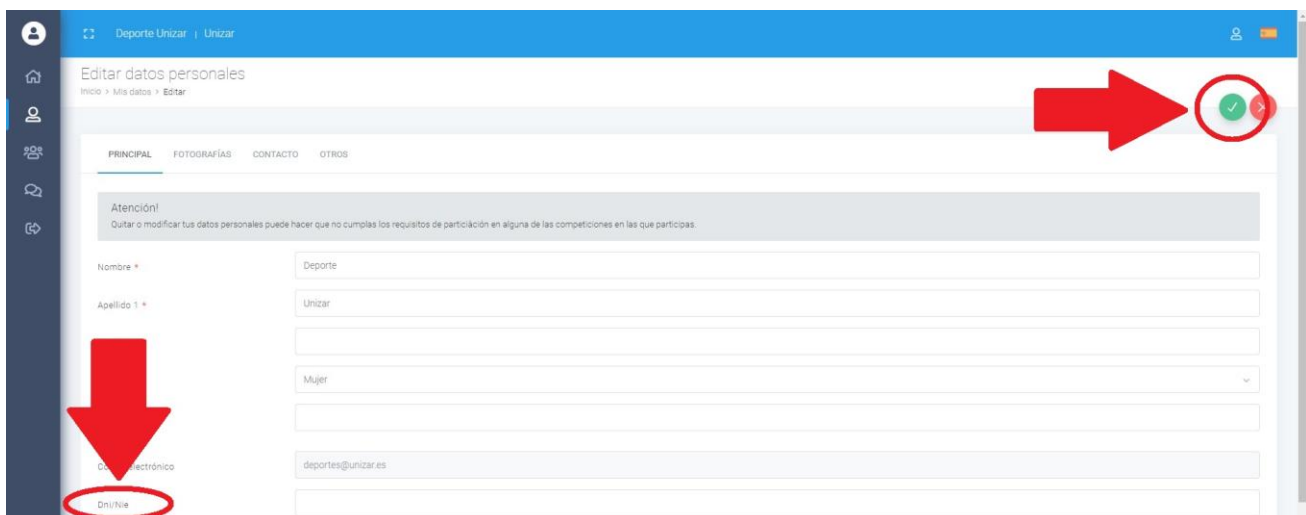 Deporte Unizar | Unizar
Editar datos personales
Inicio > Mis datos > Editar
PRINCIPAL FOTOGRAFÍAS CONTACTO OTROS
Atención!
Quitar o modificar tus datos personales puede hacer que no cumplas los requisitos de particiáción en alguna de las competiciones en las que participas.
Nombre * Deporte
Apellido 1 * Unizar
Mujer
electrónico deportes@unizar.es
Dni/Nie